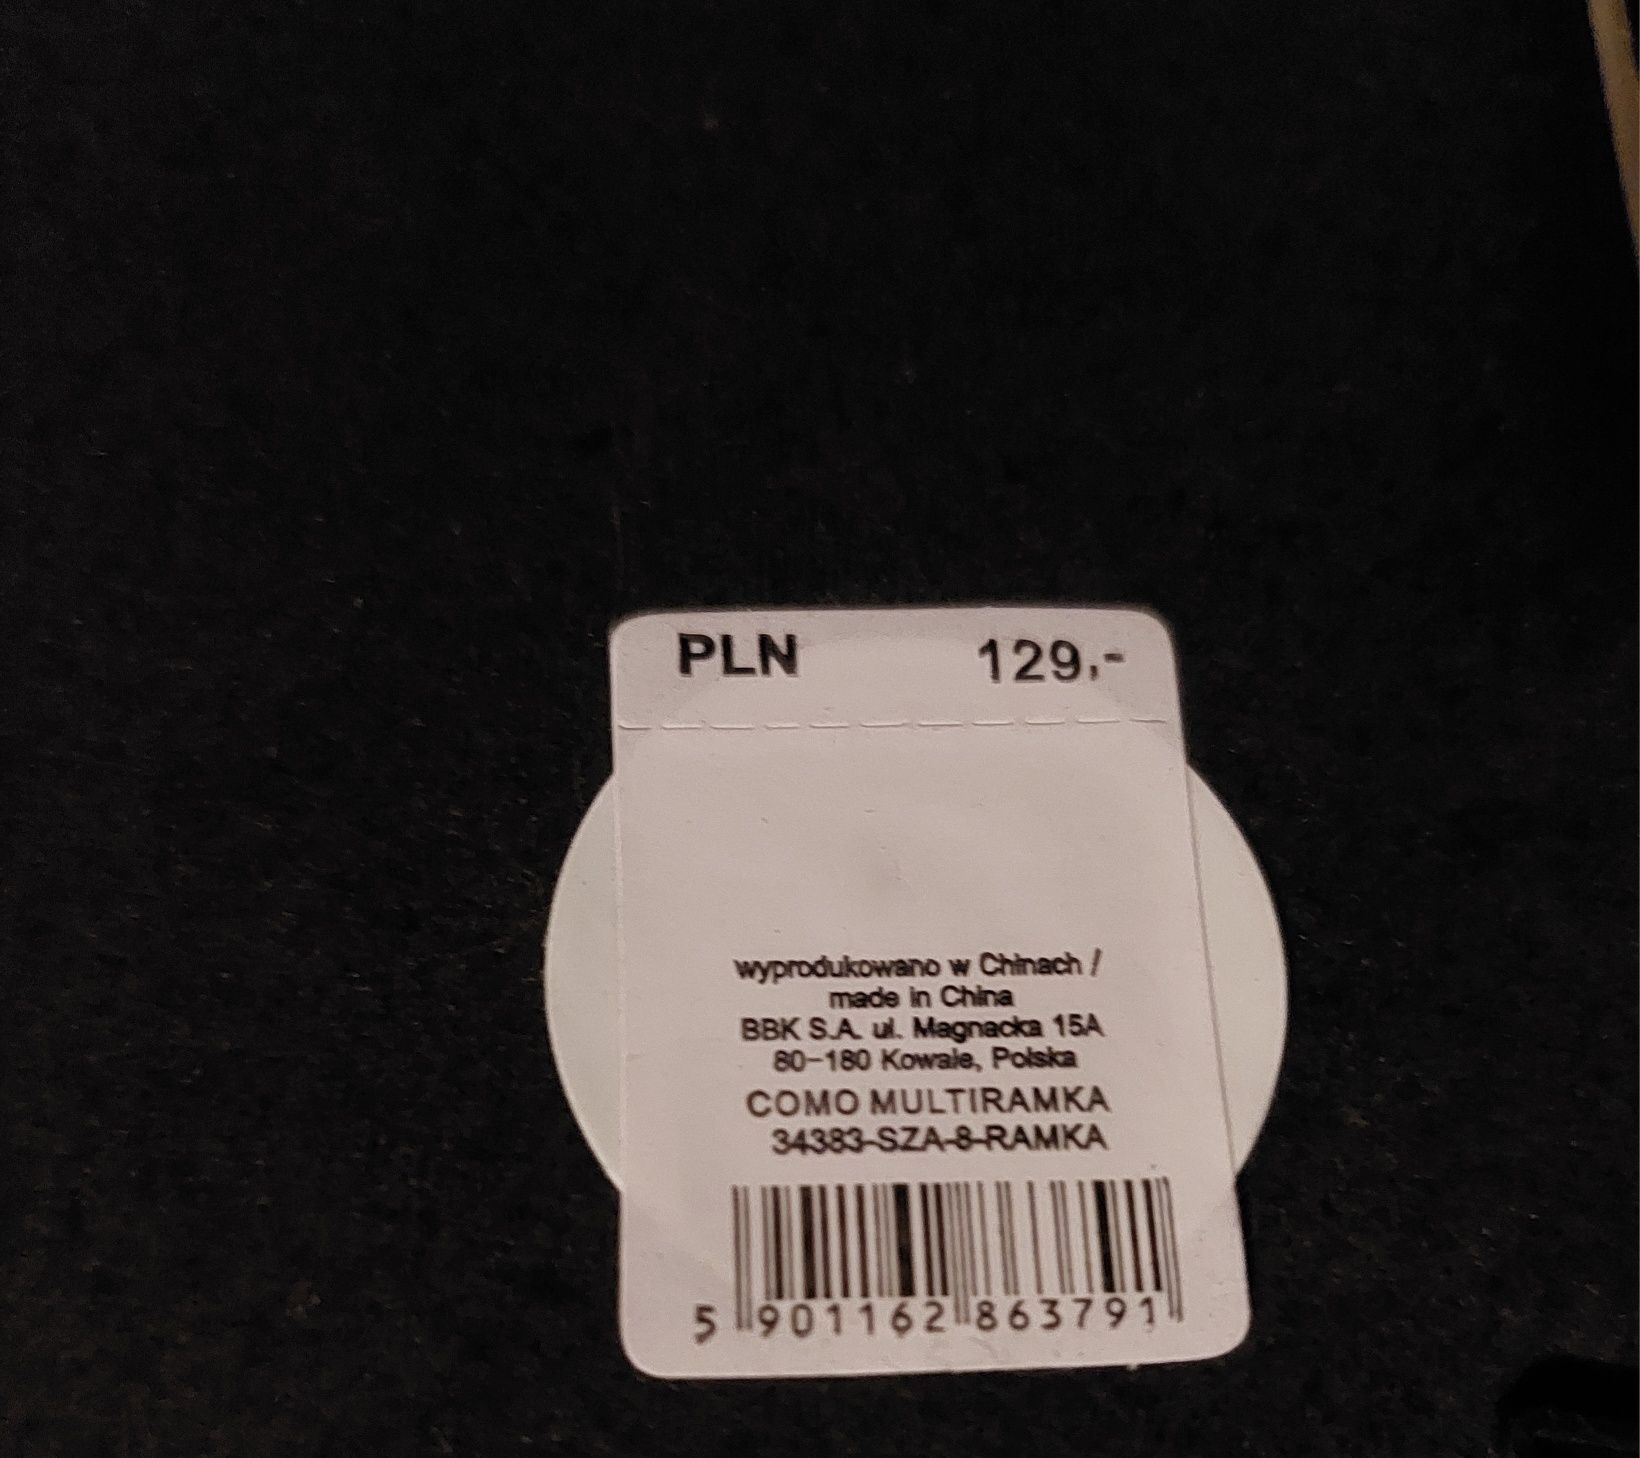 PLN 129,-
wyprodukowano w Chinach /
made in China
BBK S.A. ul. Magnacka 15A
80-180 Kowale, Polska
COMO MULTIRAMKA
34383-SZA-8-RAMKA
5 901162 863791